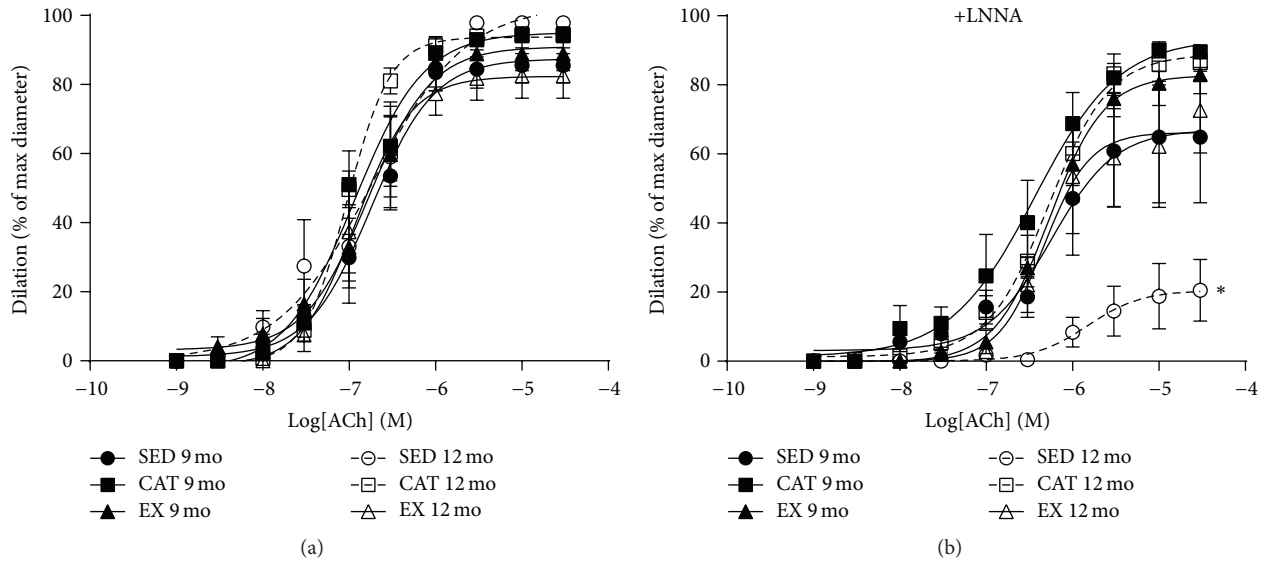 100
80
60
40
20
0
Dilation (% of max diameter)
−10 −9 −8 −7 −6 −5 −4
Log[ACh] (M)
SED 9 mo SED 12 mo
CAT 9 mo CAT 12 mo
EX 9 mo EX 12 mo
(a)
+LNNA
100
80
60
40
20
0
Dilation (% of max diameter)
*
−10 −9 −8 −7 −6 −5 −4
Log[ACh] (M)
SED 9 mo SED 12 mo
CAT 9 mo CAT 12 mo
EX 9 mo EX 12 mo
(b)